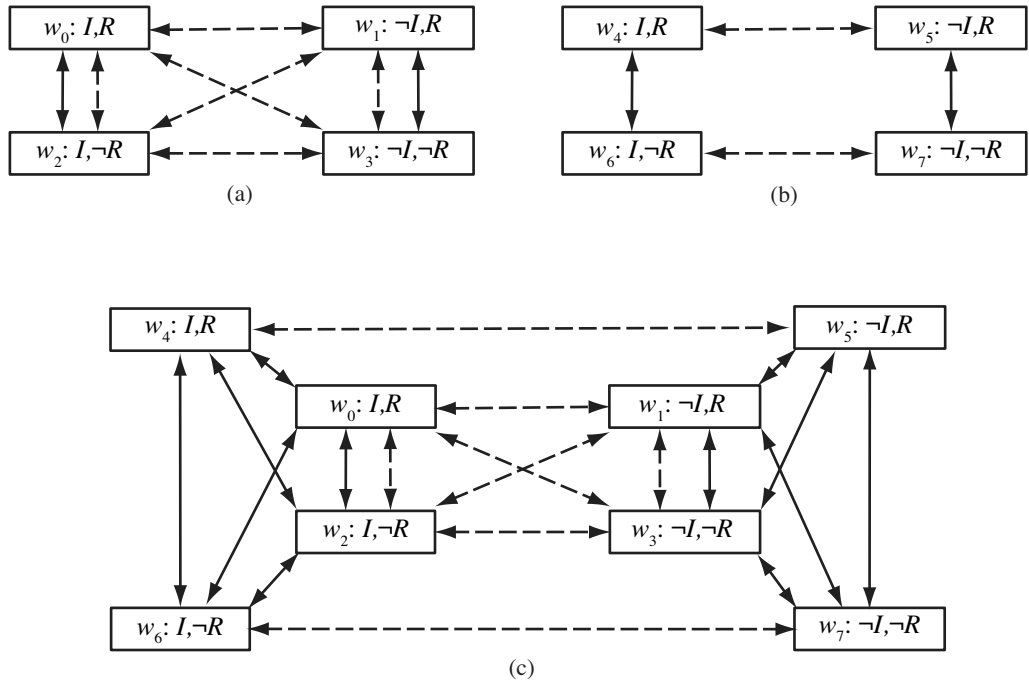 w₀: I,R
w₁: ¬I,R
w₂: I,¬R
w₃: ¬I,¬R
(a)
w₄: I,R
w₅: ¬I,R
w₆: I,¬R
w₇: ¬I,¬R
(b)
w₄: I,R
w₅: ¬I,R
w₀: I,R
w₁: ¬I,R
w₂: I,¬R
w₃: ¬I,¬R
w₆: I,¬R
w₇: ¬I,¬R
(c)